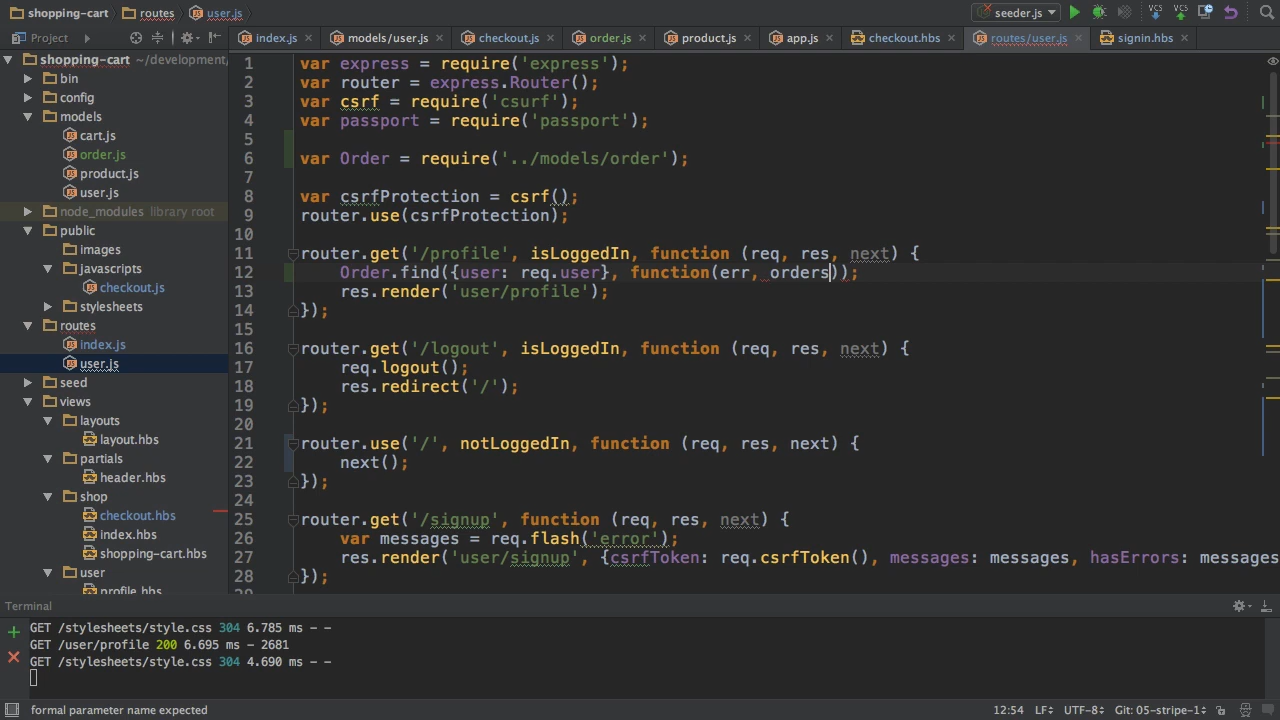 shopping-cart routes user.js seeder.js VCS VCS
Project index.js models/user.js checkout.js order.js product.js app.js checkout.hbs routes/user.js signin.hbs
shopping-cart ~/development/
bin
config
models
cart.js
order.js
product.js
user.js
node_modules library root
public
images
javascripts
checkout.js
stylesheets
routes
index.js
user.js
seed
views
layouts
layout.hbs
partials
header.hbs
shop
checkout.hbs
index.hbs
shopping-cart.hbs
user
profile.hbs
1 var express = require('express');
2 var router = express.Router();
3 var csrf = require('csurf');
4 var passport = require('passport');
5
6 var Order = require('../models/order');
7
8 var csrfProtection = csrf();
9 router.use(csrfProtection);
10
11 router.get('/profile', isLoggedIn, function (req, res, next) {
12 Order.find({user: req.user}, function(err, orders));
13 res.render('user/profile');
14 });
15
16 router.get('/logout', isLoggedIn, function (req, res, next) {
17 req.logout();
18 res.redirect('/');
19 });
20
21 router.use('/', notLoggedIn, function (req, res, next) {
22 next();
23 });
24
25 router.get('/signup', function (req, res, next) {
26 var messages = req.flash('error');
27 res.render('user/signup', {csrfToken: req.csrfToken(), messages: messages, hasErrors: messages
28 });
Terminal
GET /stylesheets/style.css 304 6.785 ms - -
GET /user/profile 200 6.695 ms - 2681
GET /stylesheets/style.css 304 4.690 ms - -
formal parameter name expected 12:54 LF UTF-8 Git: 05-stripe-1